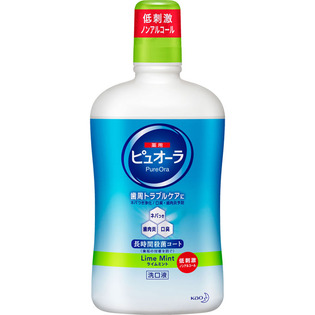 低刺激
ノンアルコール
薬用
ピュオーラ
PureOra
歯周トラブルケアに
ネバつき
歯肉炎
口臭
長時間殺菌コート
Lime Mint
ライムミント
低刺激
ノンアルコール
洗口液
KAO